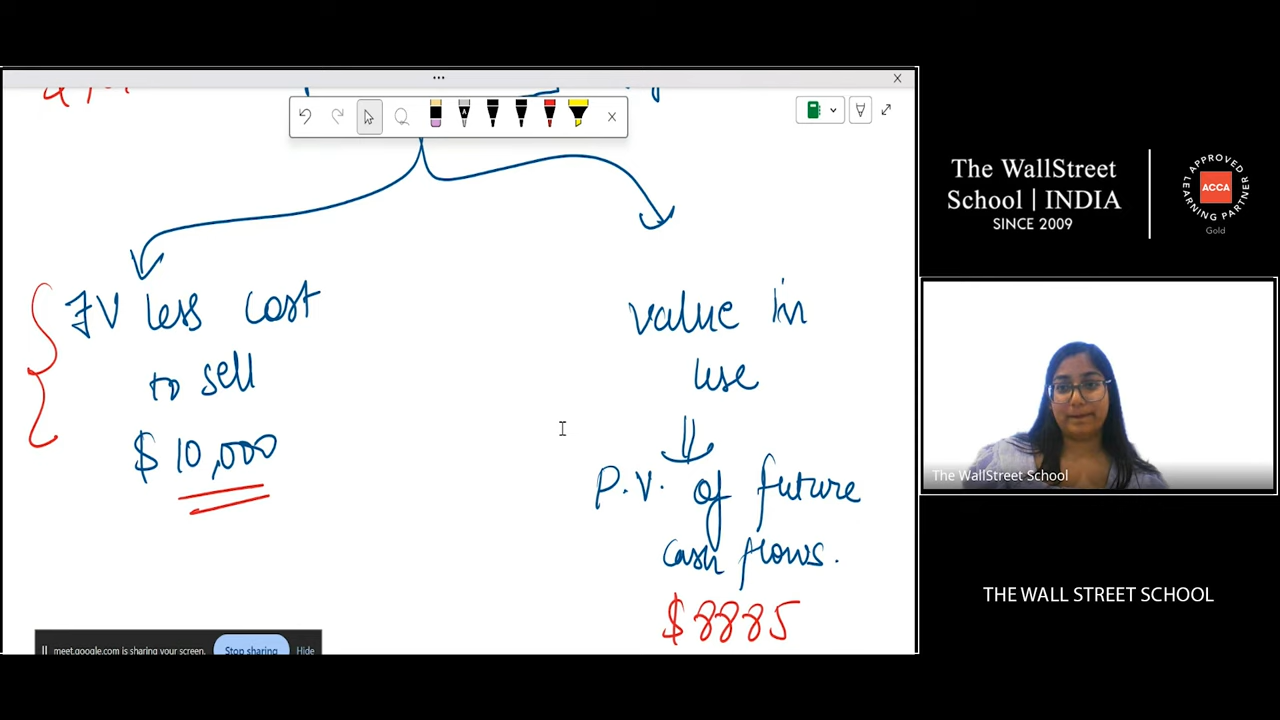 FV less cost
to sell
$ 10,000
value in
use
P.V. of future
cash flows.
$8885
meet.google.com is sharing your screen.
Stop sharing
Hide
The WallStreet
School | INDIA
SINCE 2009
APPROVED
LEARNING PARTNER
ACCA
Gold
The WallStreet School
THE WALL STREET SCHOOL